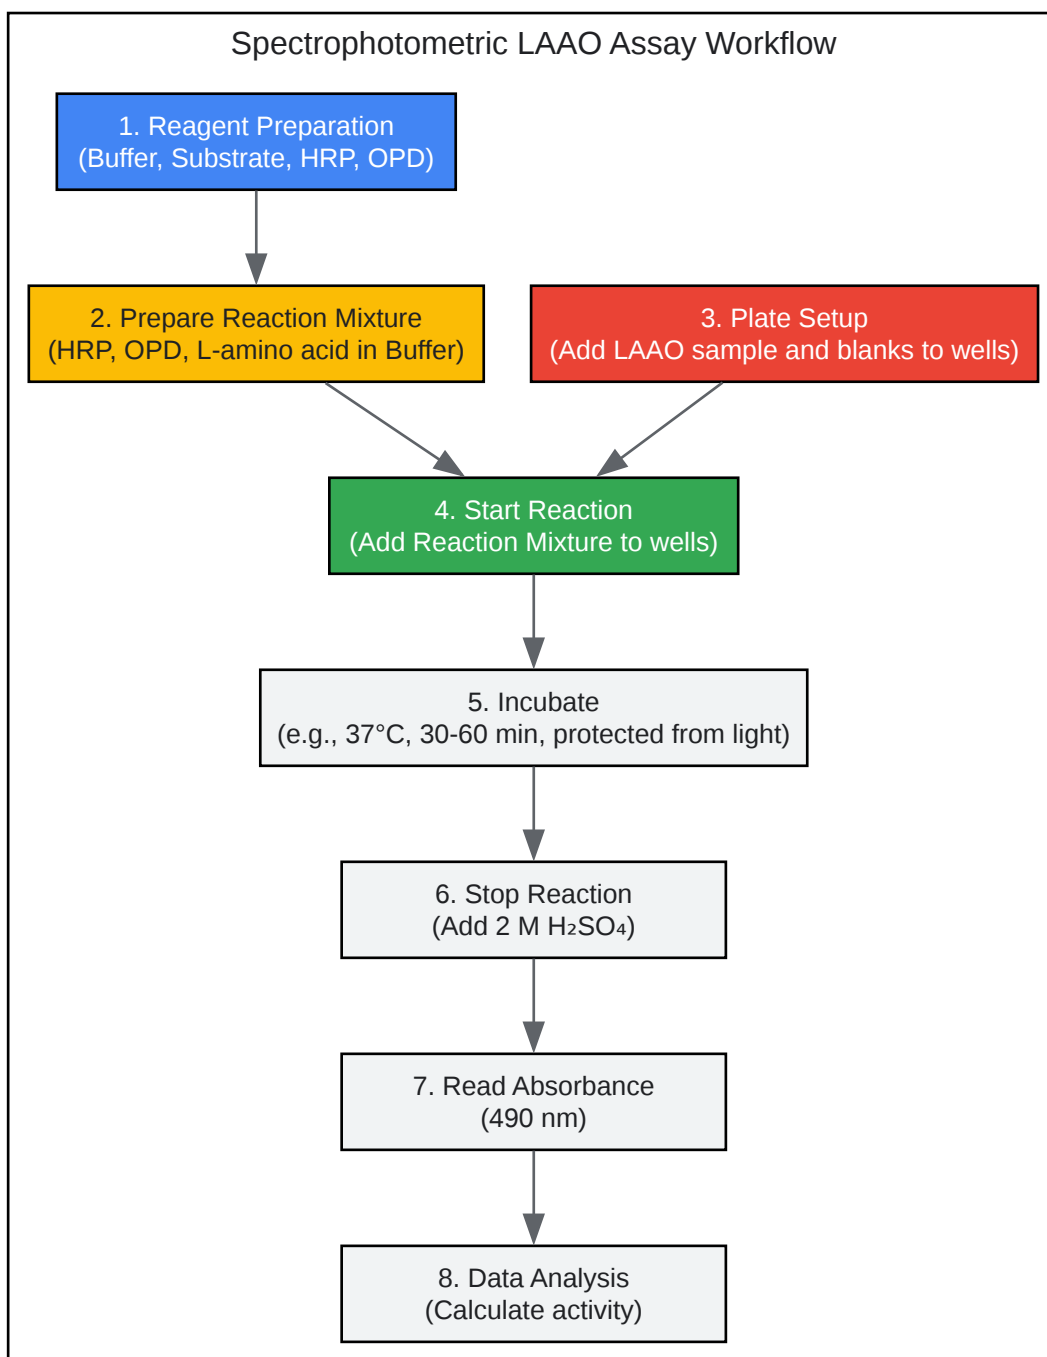 Spectrophotometric LAAO Assay Workflow
1. Reagent Preparation
(Buffer, Substrate, HRP, OPD)
2. Prepare Reaction Mixture
(HRP, OPD, L-amino acid in Buffer)
3. Plate Setup
(Add LAAO sample and blanks to wells)
4. Start Reaction
(Add Reaction Mixture to wells)
5. Incubate
(e.g., 37°C, 30-60 min, protected from light)
6. Stop Reaction
(Add 2 M H₂SO₄)
7. Read Absorbance
(490 nm)
8. Data Analysis
(Calculate activity)